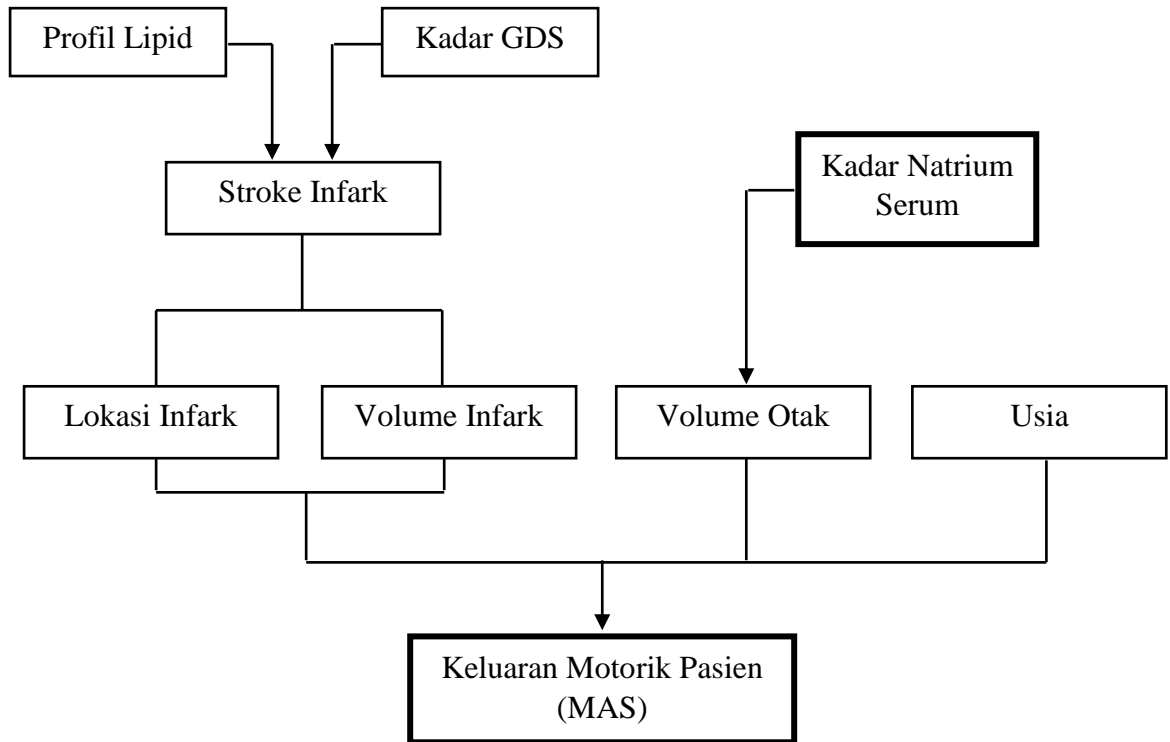 Profil Lipid
Kadar GDS
Kadar Natrium
Serum
Stroke Infark
Lokasi Infark
Volume Infark
Volume Otak
Usia
Keluaran Motorik Pasien
(MAS)